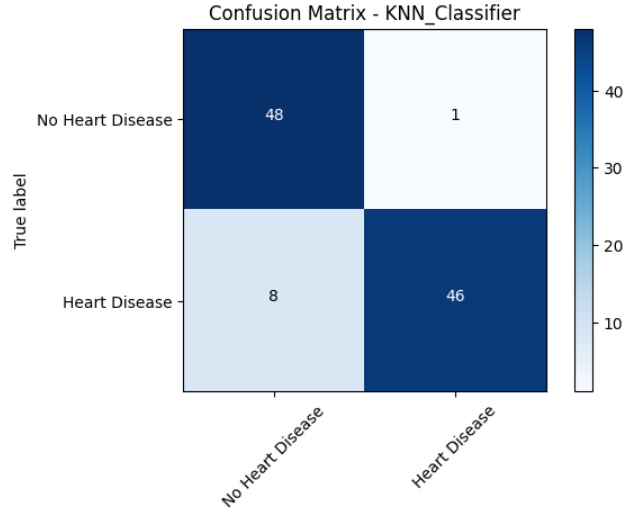 Confusion Matrix - KNN_Classifier
True label
No Heart Disease
48
1
Heart Disease
8
46
No Heart Disease
Heart Disease
40
30
20
10